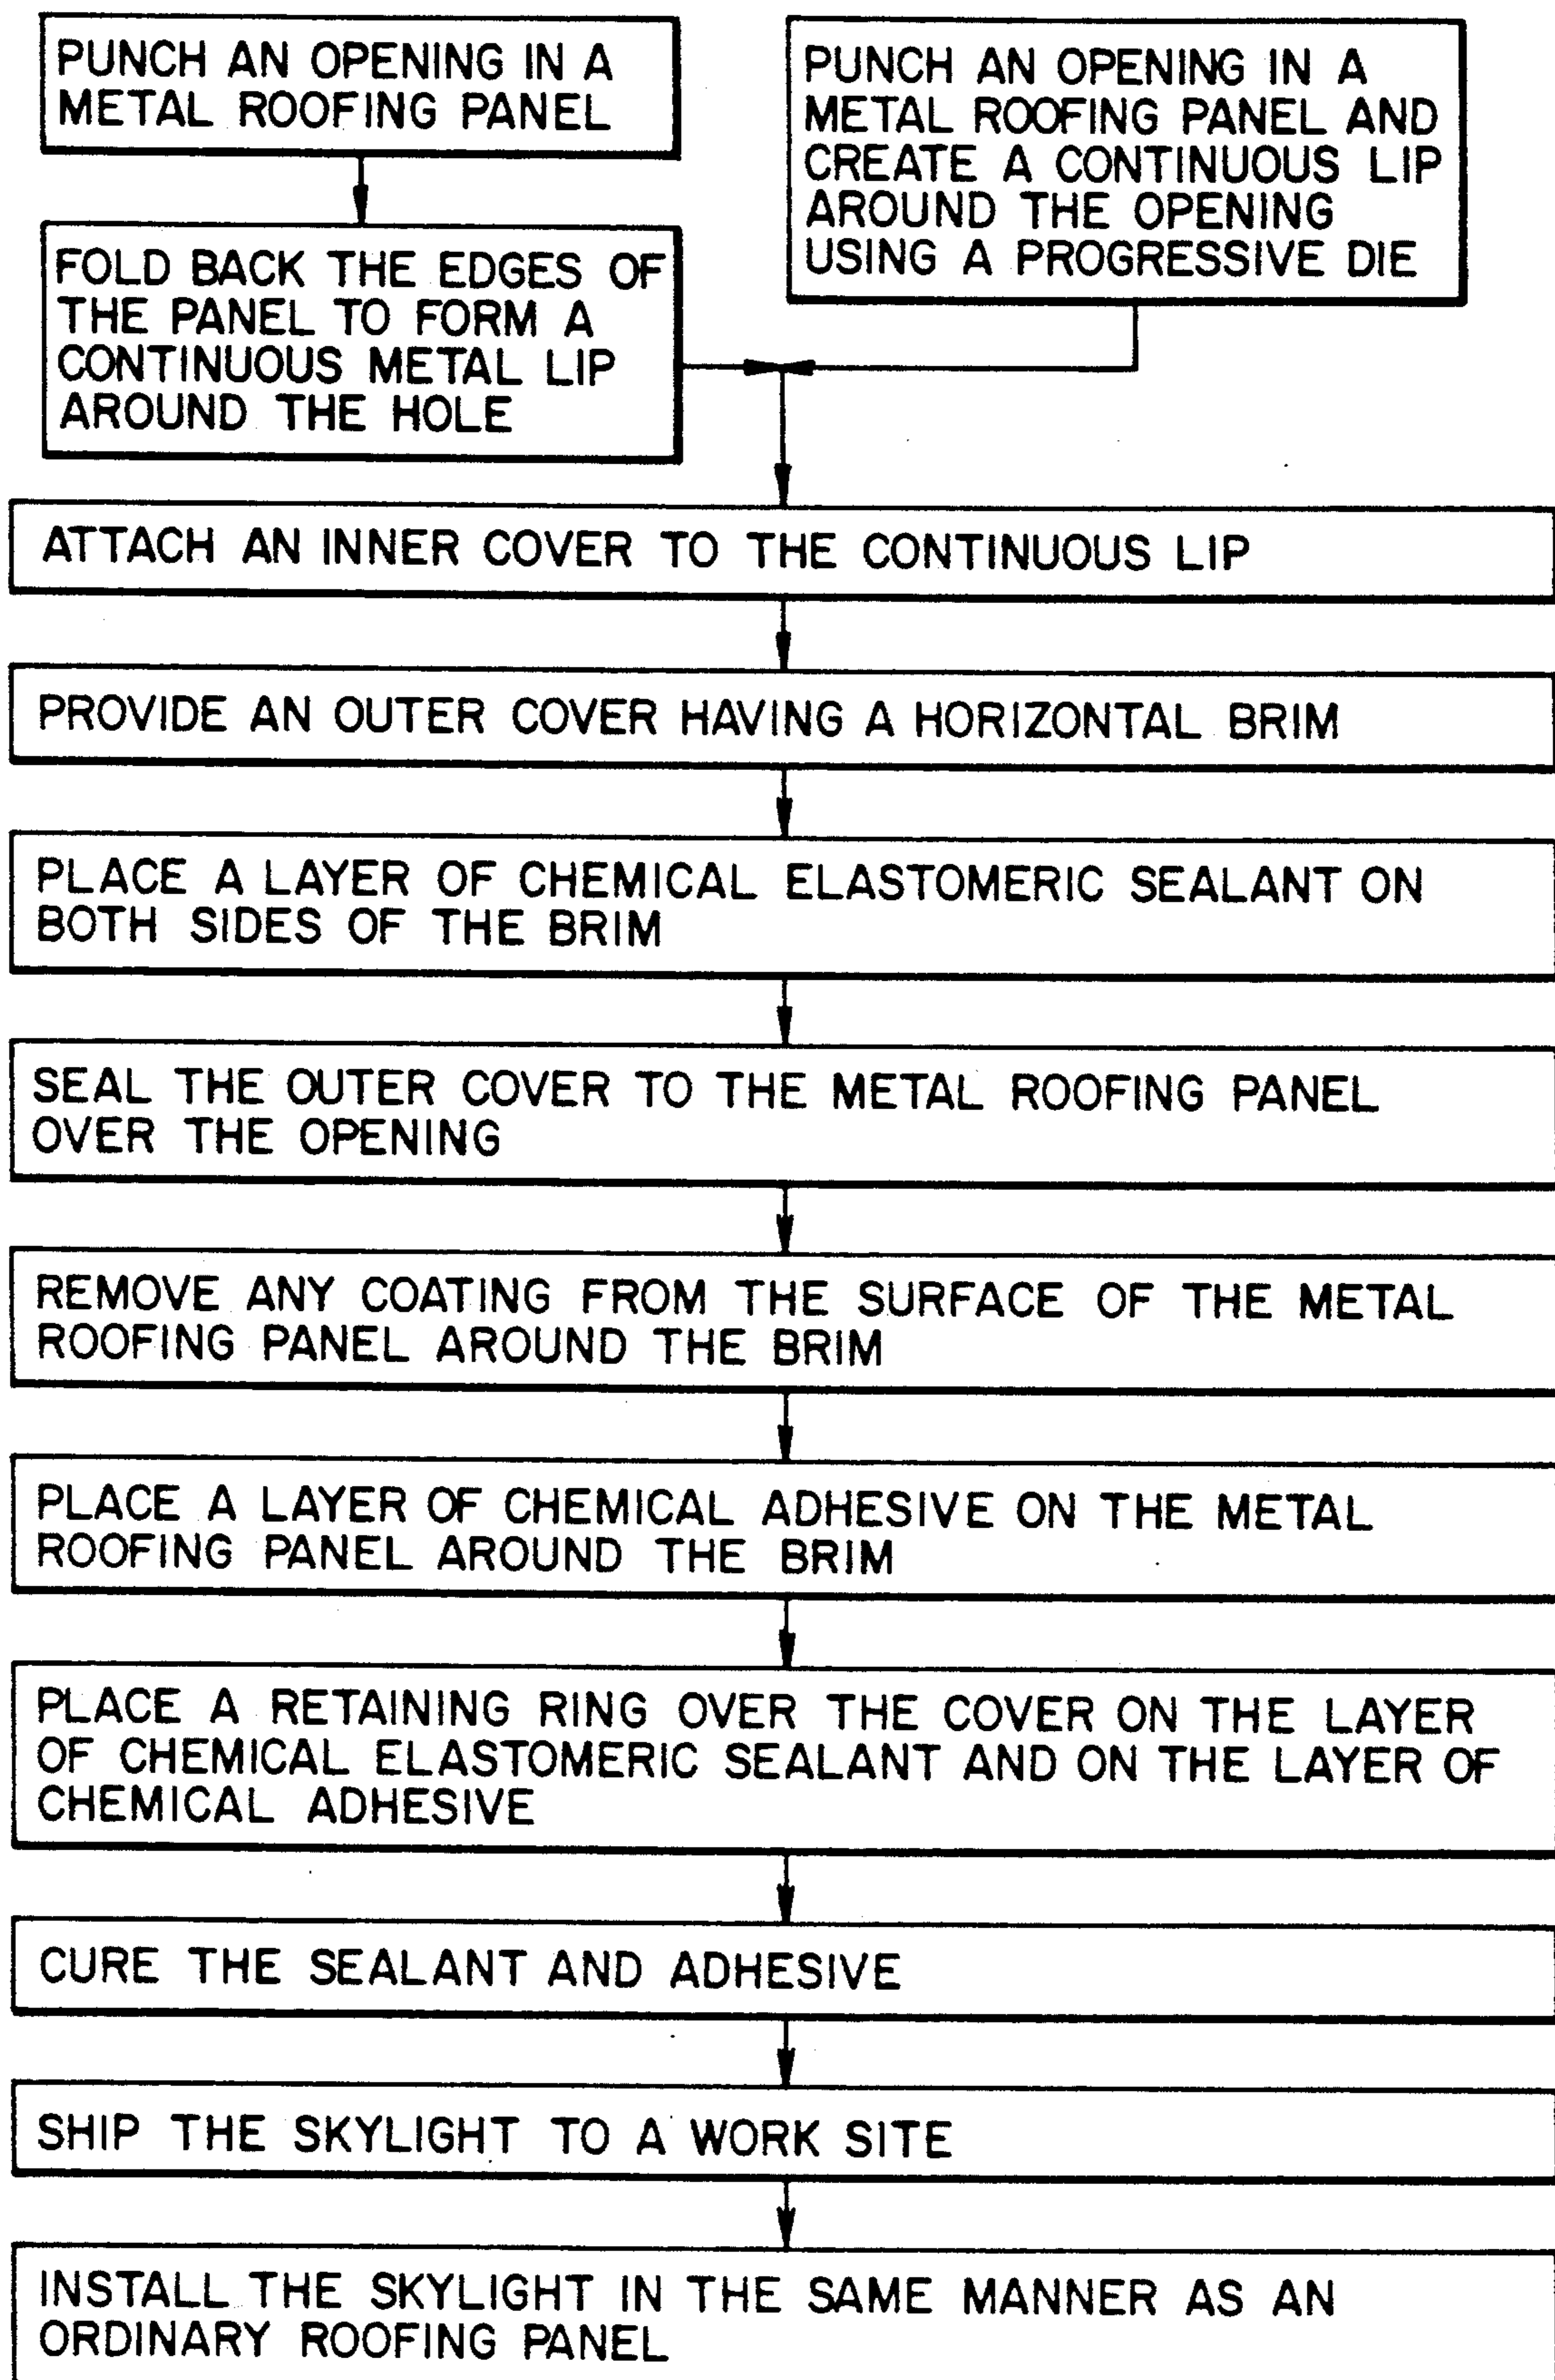 PUNCH AN OPENING IN A
METAL ROOFING PANEL
FOLD BACK THE EDGES OF
THE PANEL TO FORM A
CONTINUOUS METAL LIP
AROUND THE HOLE
PUNCH AN OPENING IN A
METAL ROOFING PANEL AND
CREATE A CONTINUOUS LIP
AROUND THE OPENING
USING A PROGRESSIVE DIE
ATTACH AN INNER COVER TO THE CONTINUOUS LIP
PROVIDE AN OUTER COVER HAVING A HORIZONTAL BRIM
PLACE A LAYER OF CHEMICAL ELASTOMERIC SEALANT ON
BOTH SIDES OF THE BRIM
SEAL THE OUTER COVER TO THE METAL ROOFING PANEL
OVER THE OPENING
REMOVE ANY COATING FROM THE SURFACE OF THE METAL
ROOFING PANEL AROUND THE BRIM
PLACE A LAYER OF CHEMICAL ADHESIVE ON THE METAL
ROOFING PANEL AROUND THE BRIM
PLACE A RETAINING RING OVER THE COVER ON THE LAYER
OF CHEMICAL ELASTOMERIC SEALANT AND ON THE LAYER OF
CHEMICAL ADHESIVE
CURE THE SEALANT AND ADHESIVE
SHIP THE SKYLIGHT TO A WORK SITE
INSTALL THE SKYLIGHT IN THE SAME MANNER AS AN
ORDINARY ROOFING PANEL